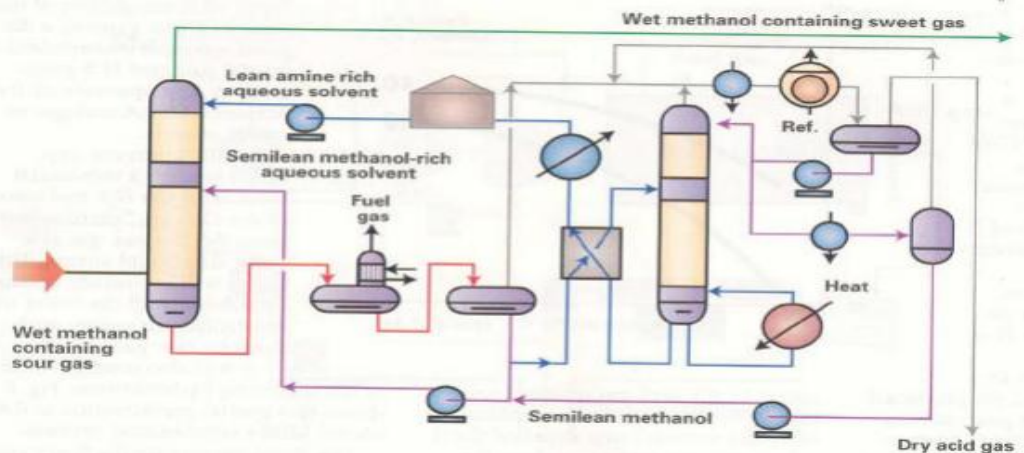 Wet methanol containing sweet gas
Lean amine rich
aqueous solvent
Semilean methanol-rich
aqueous solvent
Fuel
gas
Ref.
Heat
Wet methanol
containing
sour gas
Semilean methanol
Dry acid gas